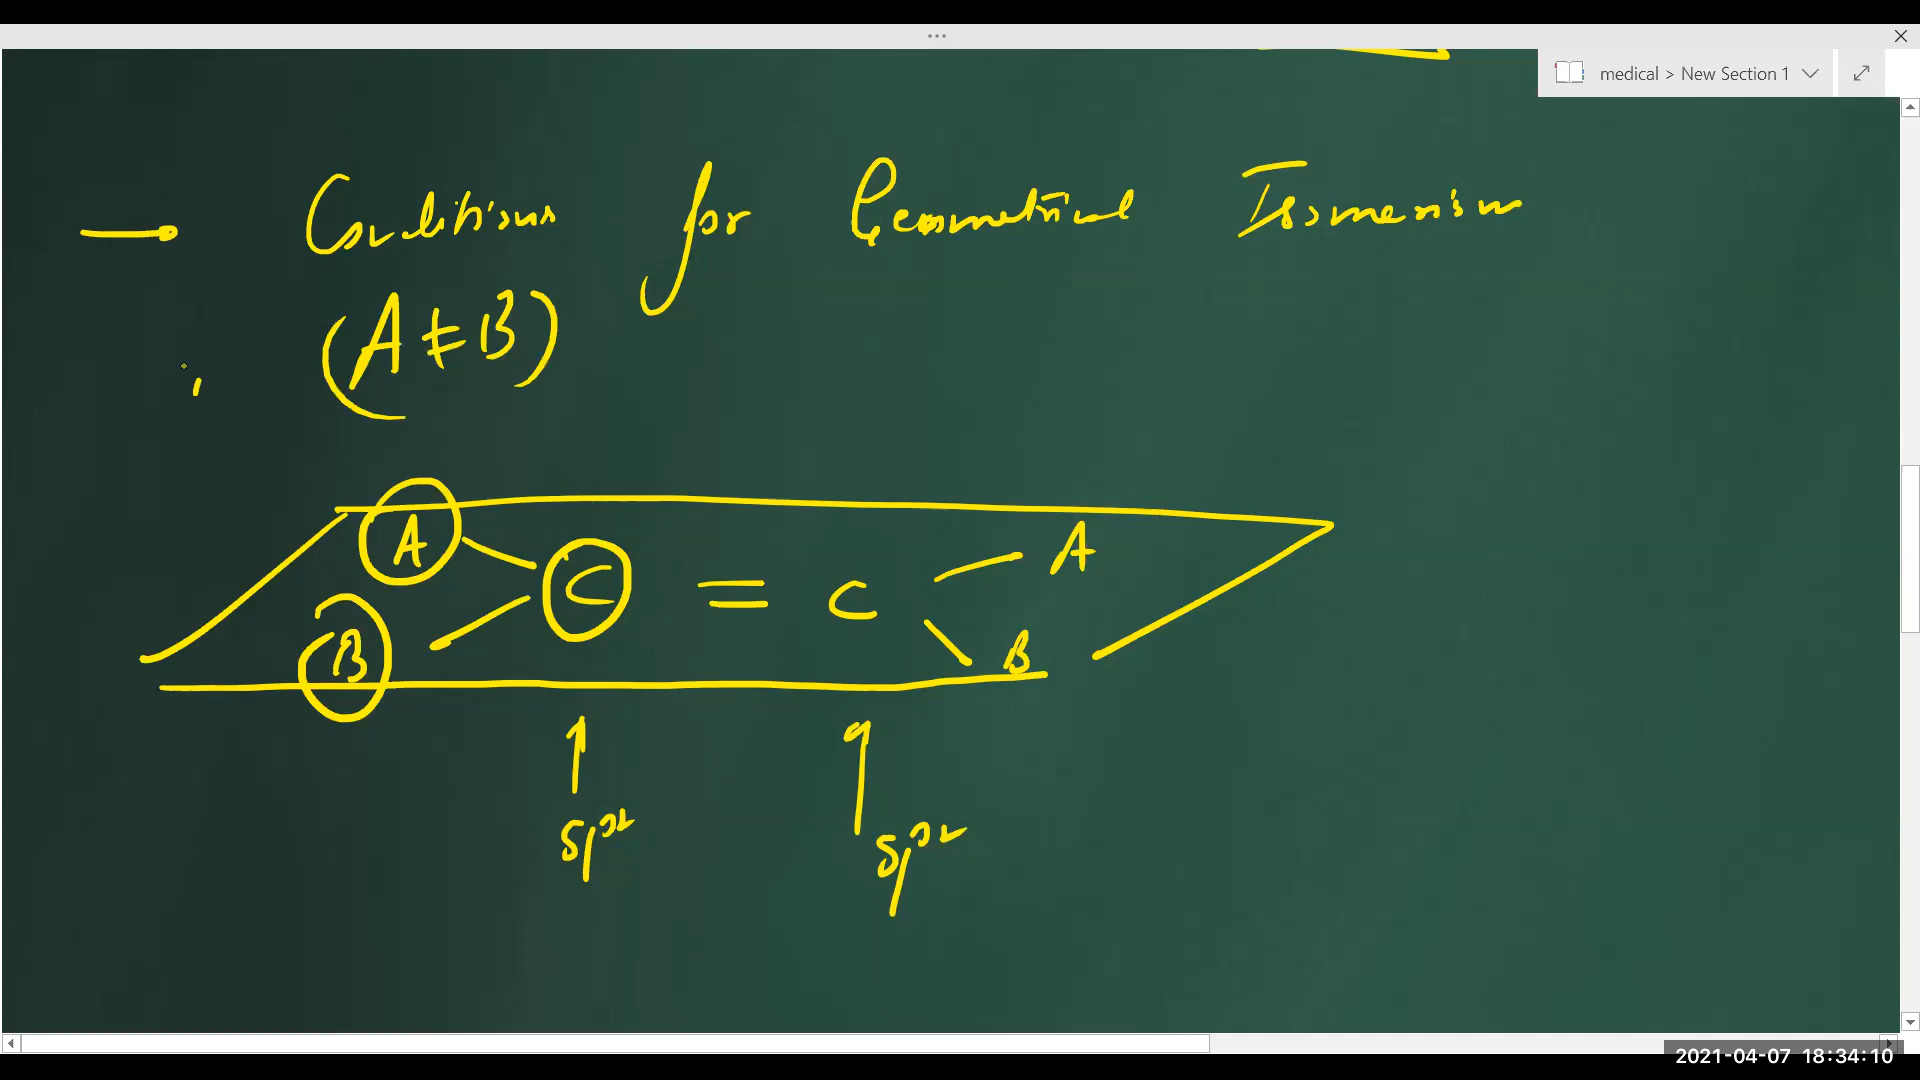 medical > New Section 1
Conditions for Geometrical Isomerism
(A ≠ B)
A C = C A
B B
sp² sp²
2021-04-07 18:34:10